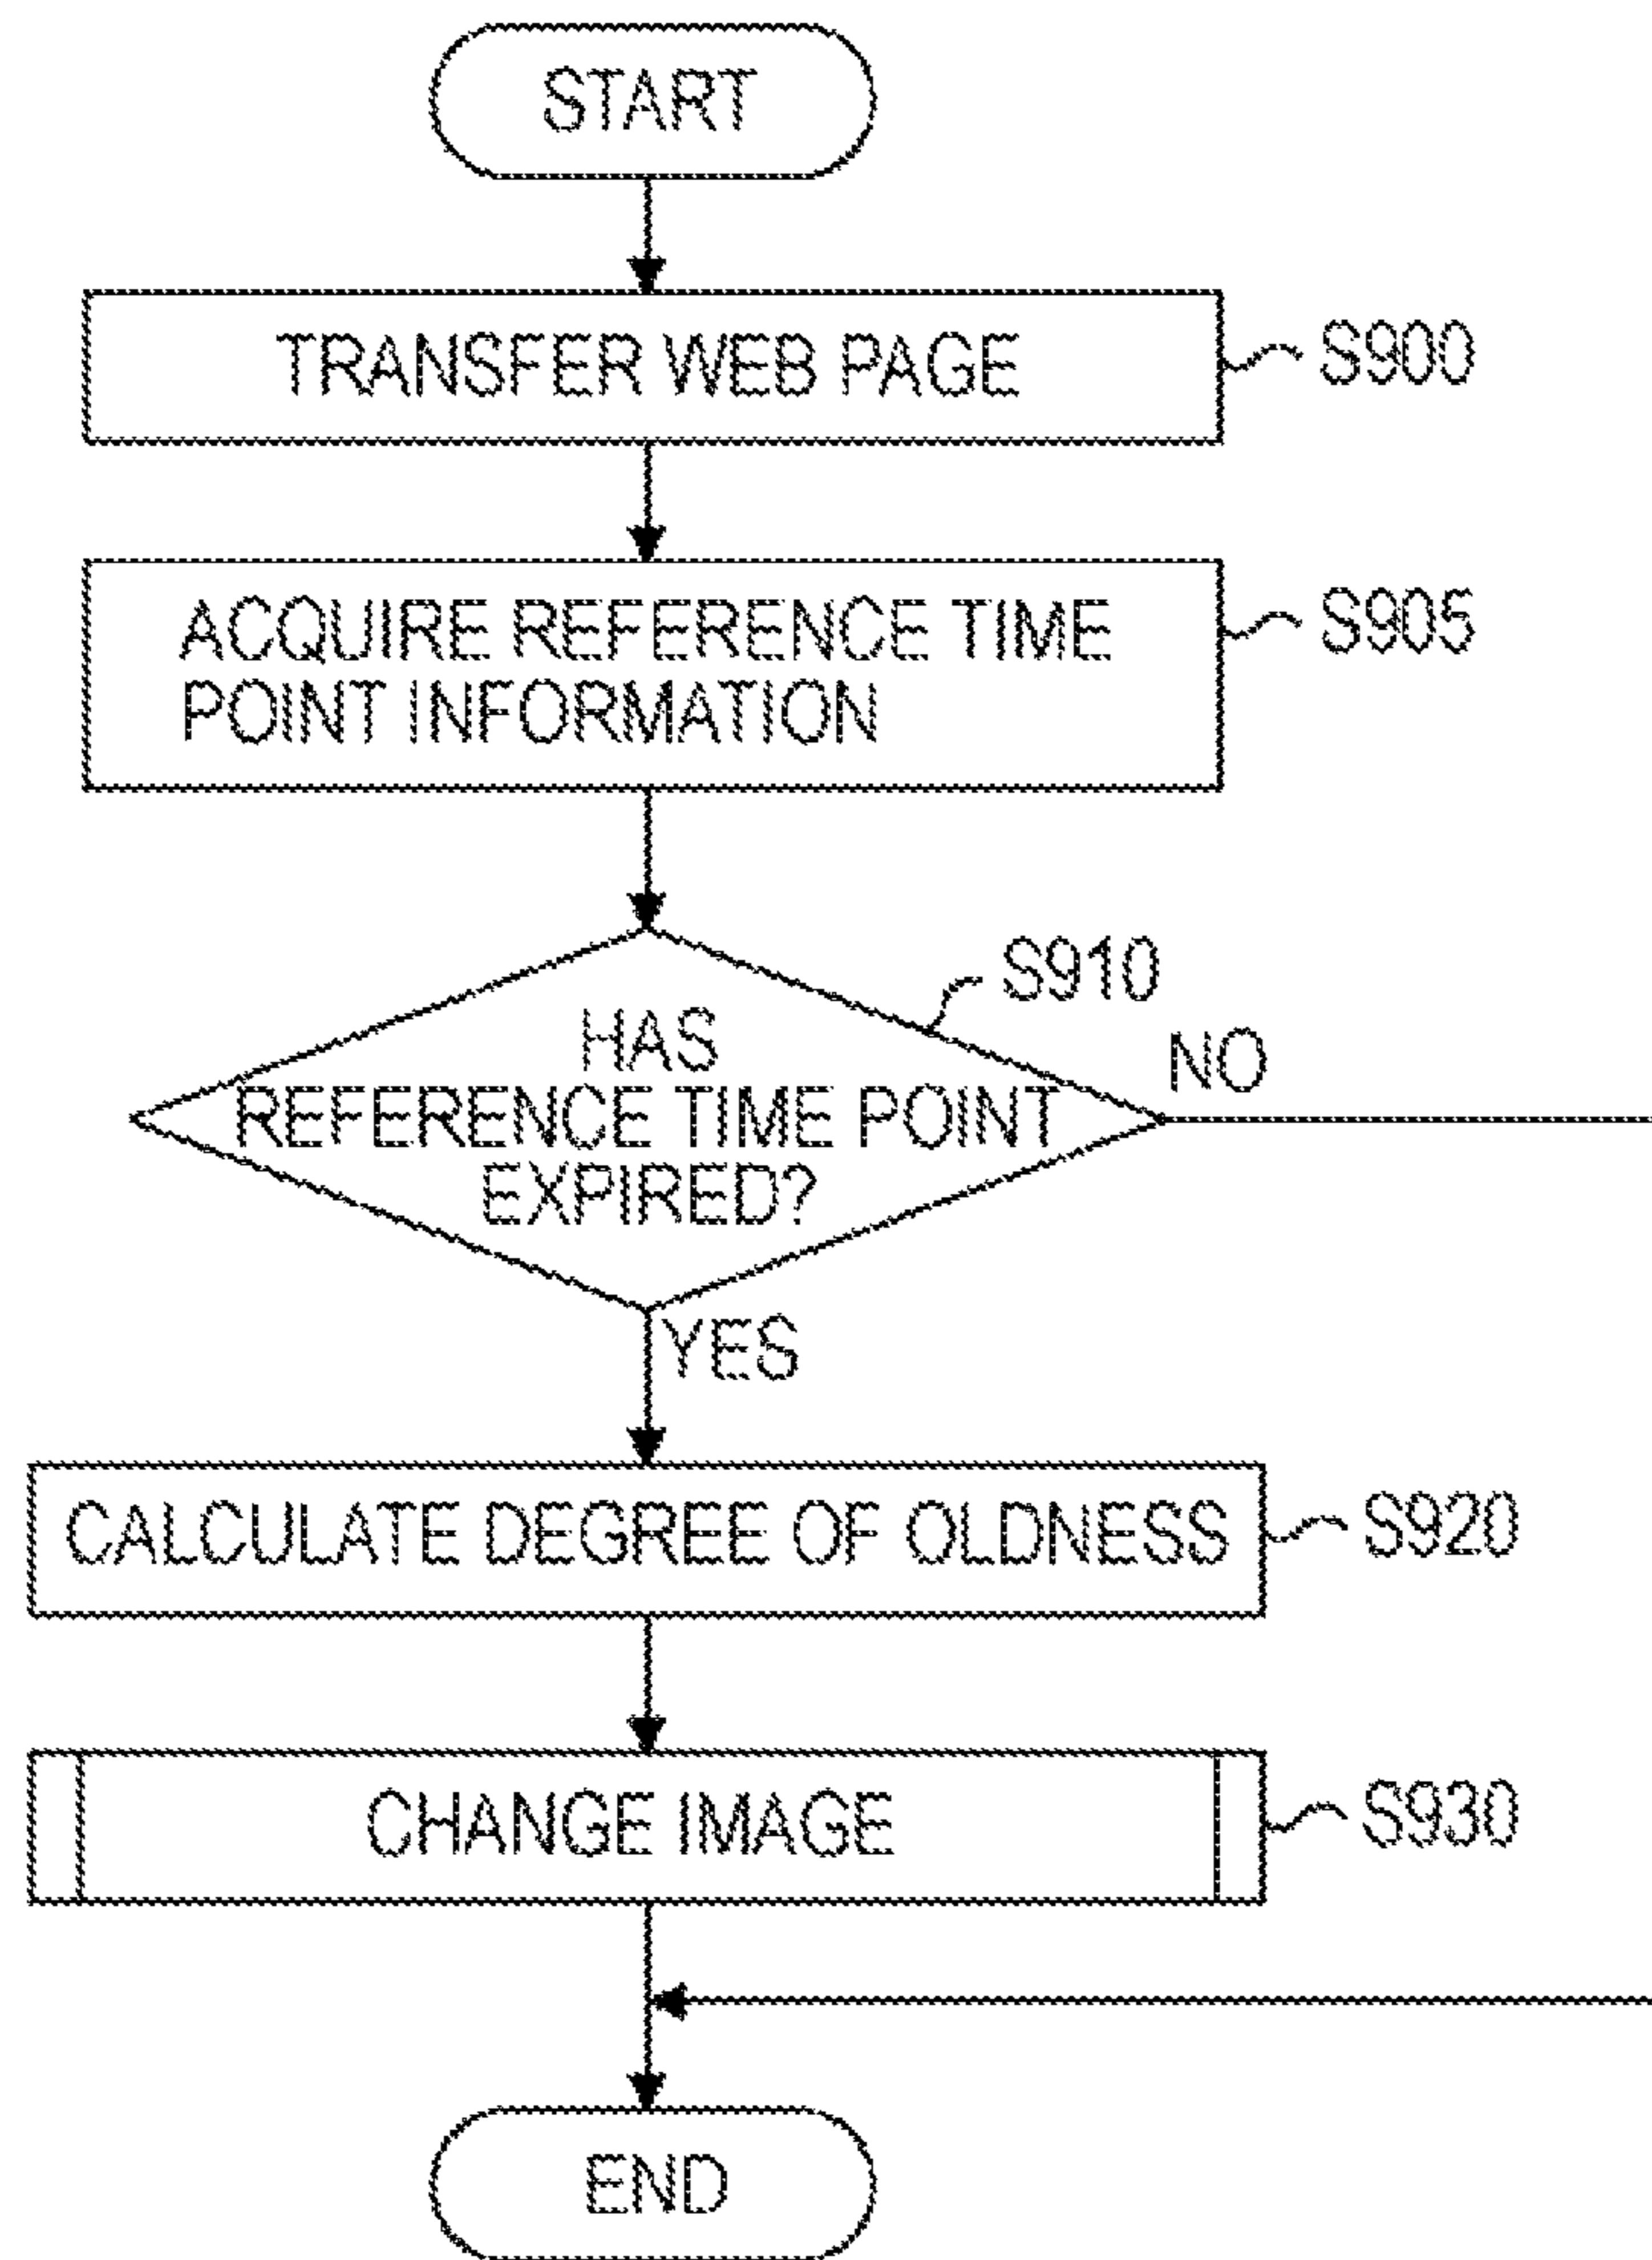 START
TRANSFER WEB PAGE
S900
ACQUIRE REFERENCE TIME
POINT INFORMATION
S905
S910
HAS
REFERENCE TIME POINT
EXPIRED?
NO
YES
CALCULATE DEGREE OF OLDNESS
S920
CHANGE IMAGE
S930
END